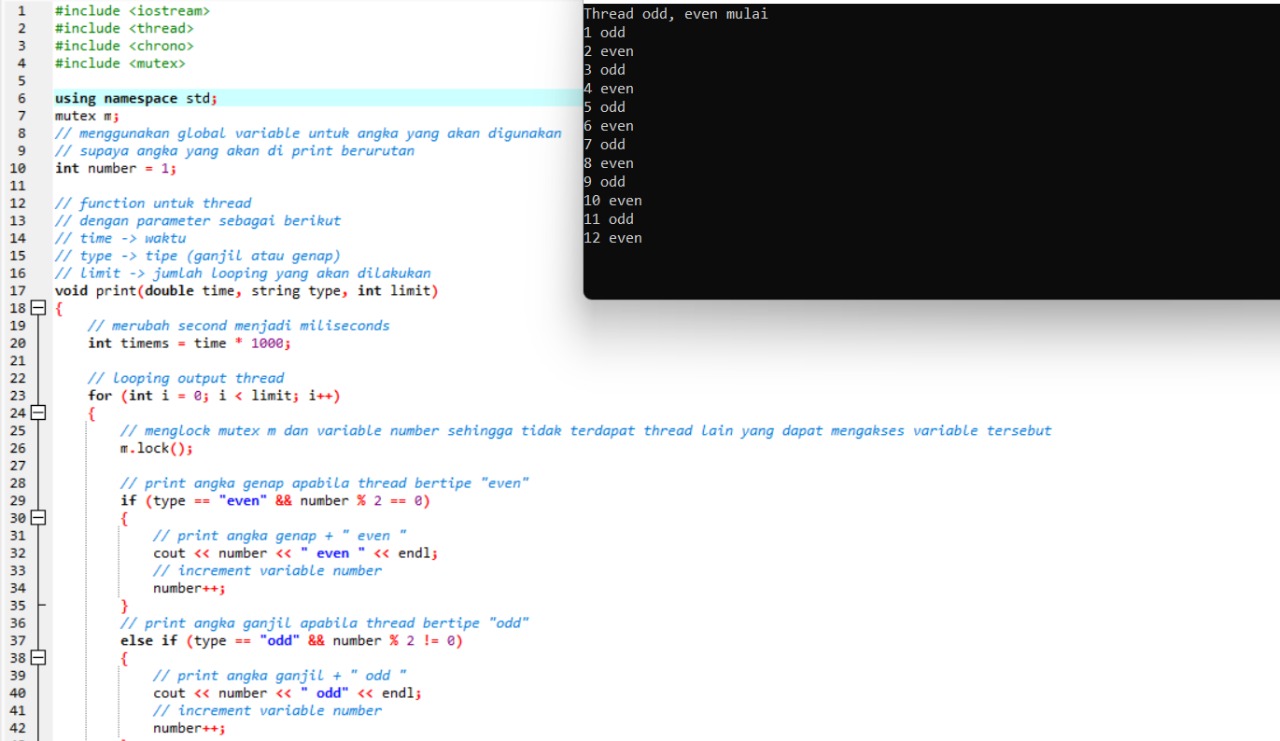 1 #include <iostream>
2 #include <thread>
3 #include <chrono>
4 #include <mutex>
5
6 using namespace std;
7 mutex m;
8 // menggunakan global variable untuk angka yang akan digunakan
9 // supaya angka yang akan di print berurutan
10 int number = 1;
11
12 // function untuk thread
13 // dengan parameter sebagai berikut
14 // time -> waktu
15 // type -> tipe (ganjil atau genap)
16 // limit -> jumlah looping yang akan dilakukan
17 void print(double time, string type, int limit)
18 {
19 // merubah second menjadi miliseconds
20 int timems = time * 1000;
21
22 // looping output thread
23 for (int i = 0; i < limit; i++)
24 {
25 // menglock mutex m dan variable number sehingga tidak terdapat thread lain yang dapat mengakses variable tersebut
26 m.lock();
27
28 // print angka genap apabila thread bertipe "even"
29 if (type == "even" && number % 2 == 0)
30 {
31 // print angka genap + " even "
32 cout << number << " even " << endl;
33 // increment variable number
34 number++;
35 }
36 // print angka ganjil apabila thread bertipe "odd"
37 else if (type == "odd" && number % 2 != 0)
38 {
39 // print angka ganjil + " odd "
40 cout << number << " odd" << endl;
41 // increment variable number
42 number++;
Thread odd, even mulai
1 odd
2 even
3 odd
4 even
5 odd
6 even
7 odd
8 even
9 odd
10 even
11 odd
12 even